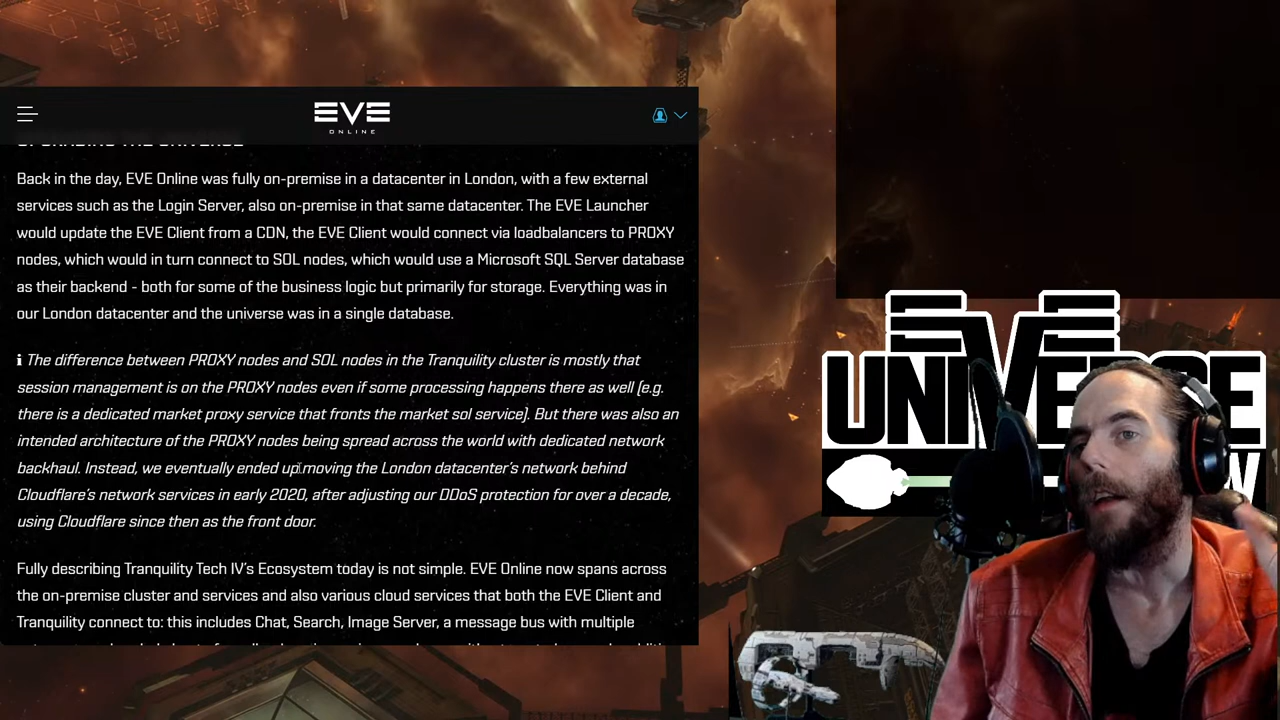 EVE
ONLINE
UPGRADING THE UNIVERSE
Back in the day, EVE Online was fully on-premise in a datacenter in London, with a few external
services such as the Login Server, also on-premise in that same datacenter. The EVE Launcher
would update the EVE Client from a CDN, the EVE Client would connect via loadbalancers to PROXY
nodes, which would in turn connect to SOL nodes, which would use a Microsoft SQL Server database
as their backend - both for some of the business logic but primarily for storage. Everything was in
our London datacenter and the universe was in a single database.
i The difference between PROXY nodes and SOL nodes in the Tranquility cluster is mostly that
session management is on the PROXY nodes even if some processing happens there as well (e.g.
there is a dedicated market proxy service that fronts the market sol service). But there was also an
intended architecture of the PROXY nodes being spread across the world with dedicated network
backhaul. Instead, we eventually ended up moving the London datacenter's network behind
Cloudflare's network services in early 2020, after adjusting our DDoS protection for over a decade,
using Cloudflare since then as the front door.
Fully describing Tranquility Tech IV's Ecosystem today is not simple. EVE Online now spans across
the on-premise cluster and services and also various cloud services that both the EVE Client and
Tranquility connect to: this includes Chat, Search, Image Server, a message bus with multiple
EVE
UNIVERSE